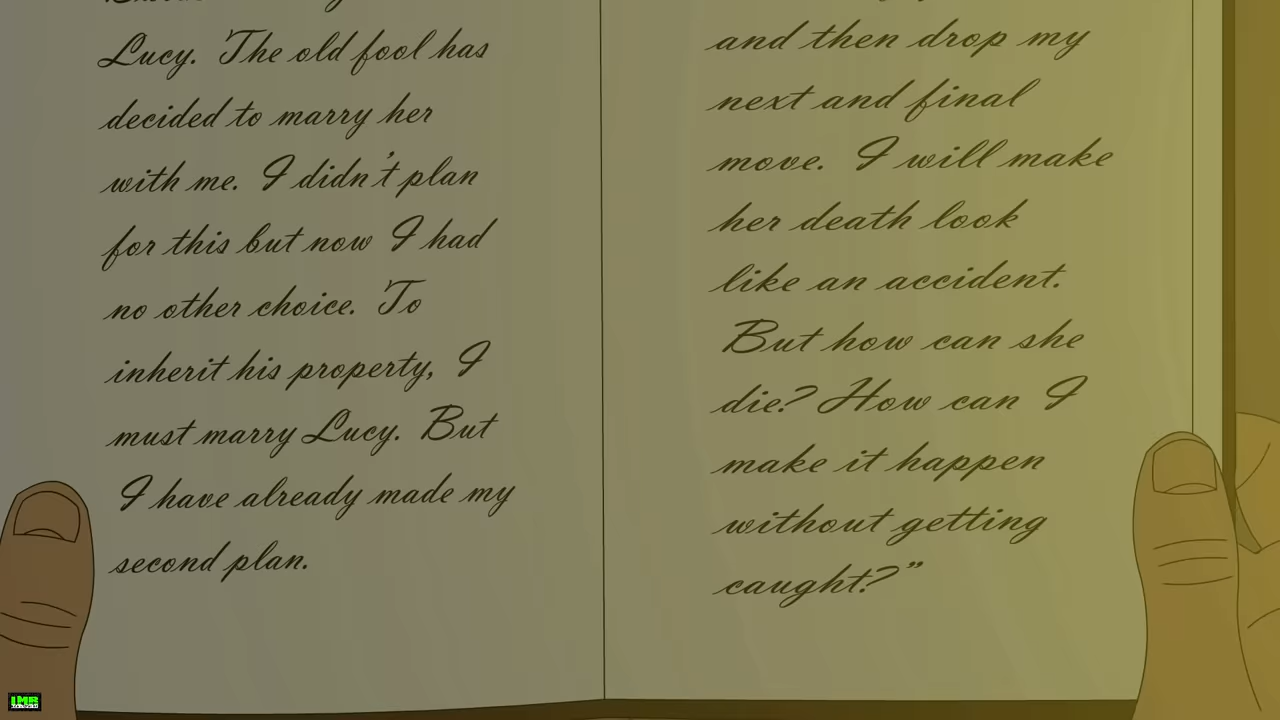 Lucy. The old fool has
decided to marry her
with me. I didn't plan
for this but now I had
no other choice. To
inherit his property, I
must marry Lucy. But
I have already made my
second plan.
and then drop my
next and final
move. I will make
her death look
like an accident.
But how can she
die? How can I
make it happen
without getting
caught?”